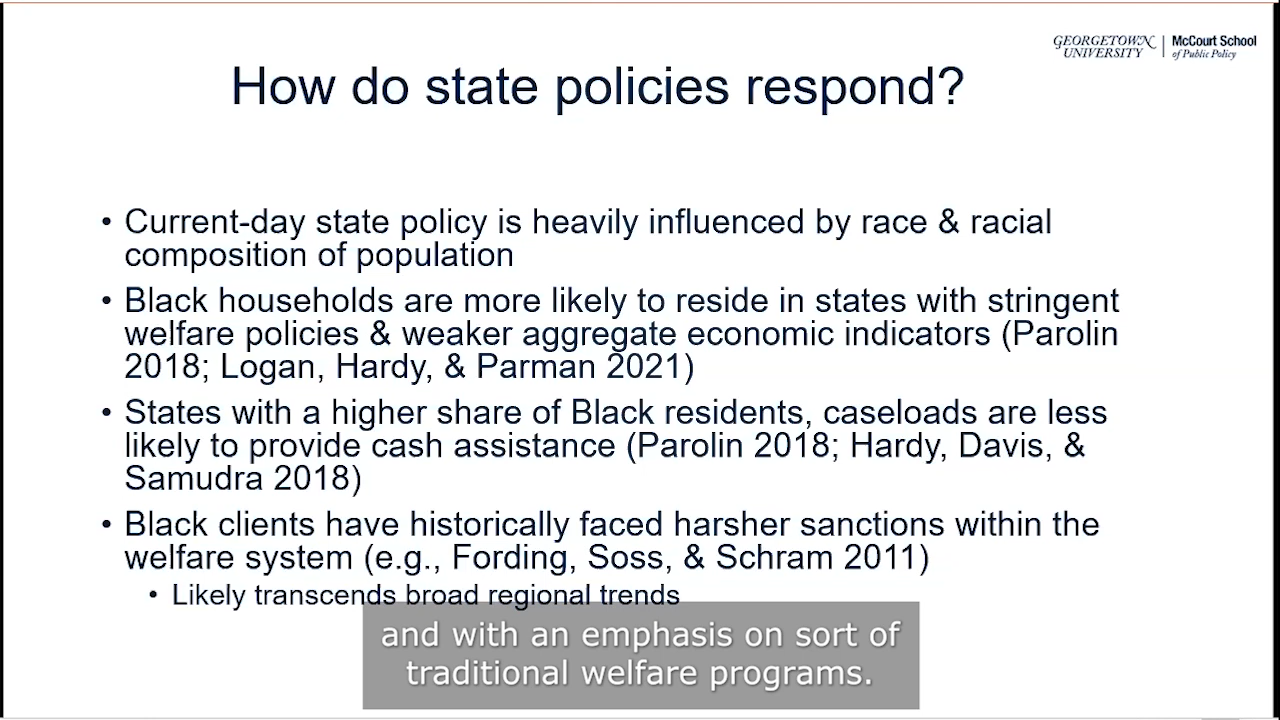 GEORGETOWN UNIVERSITY
McCourt School
of Public Policy
How do state policies respond?
• Current-day state policy is heavily influenced by race & racial
composition of population
• Black households are more likely to reside in states with stringent
welfare policies & weaker aggregate economic indicators (Parolin
2018; Logan, Hardy, & Parman 2021)
• States with a higher share of Black residents, caseloads are less
likely to provide cash assistance (Parolin 2018; Hardy, Davis, &
Samudra 2018)
• Black clients have historically faced harsher sanctions within the
welfare system (e.g., Fording, Soss, & Schram 2011)
• Likely transcends broad regional trends
and with an emphasis on sort of
traditional welfare programs.